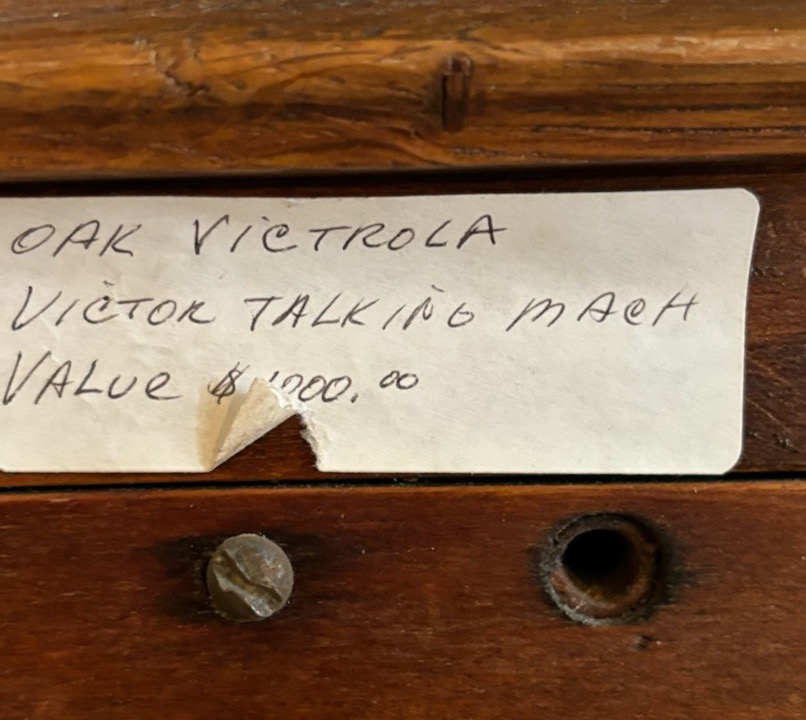 OAK VICTROLA
VICTOR TALKING MACH
VALUE